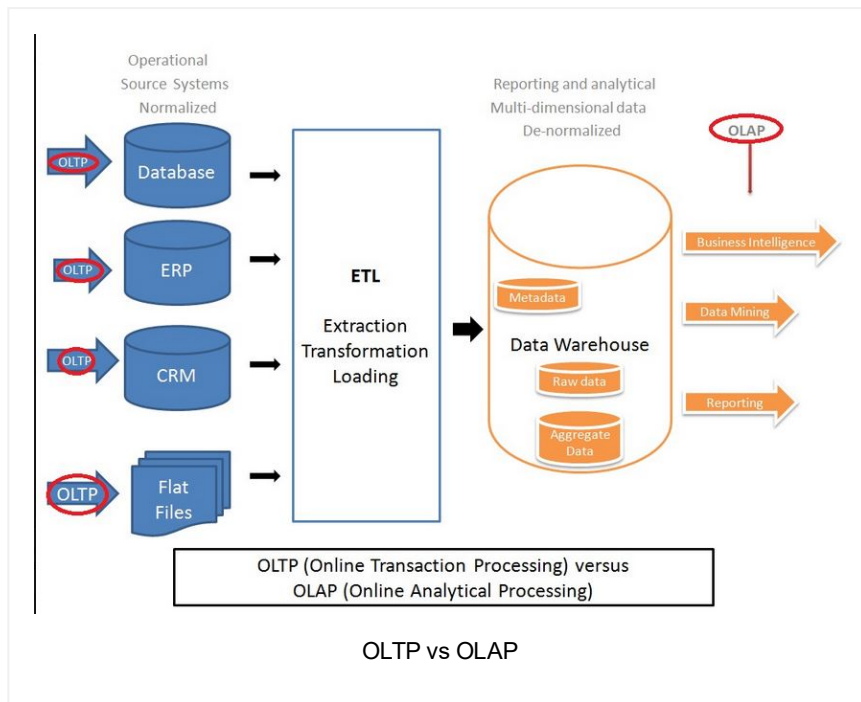 Operational
Source Systems
Normalized
Reporting and analytical
Multi-dimensional data
De-normalized
OLAP
OLTP
Database
OLTP
ERP
OLTP
CRM
OLTP
Flat
Files
ETL
Extraction
Transformation
Loading
Metadata
Data Warehouse
Raw data
Aggregate
Data
Business Intelligence
Data Mining
Reporting
OLTP (Online Transaction Processing) versus
OLAP (Online Analytical Processing)
OLTP vs OLAP